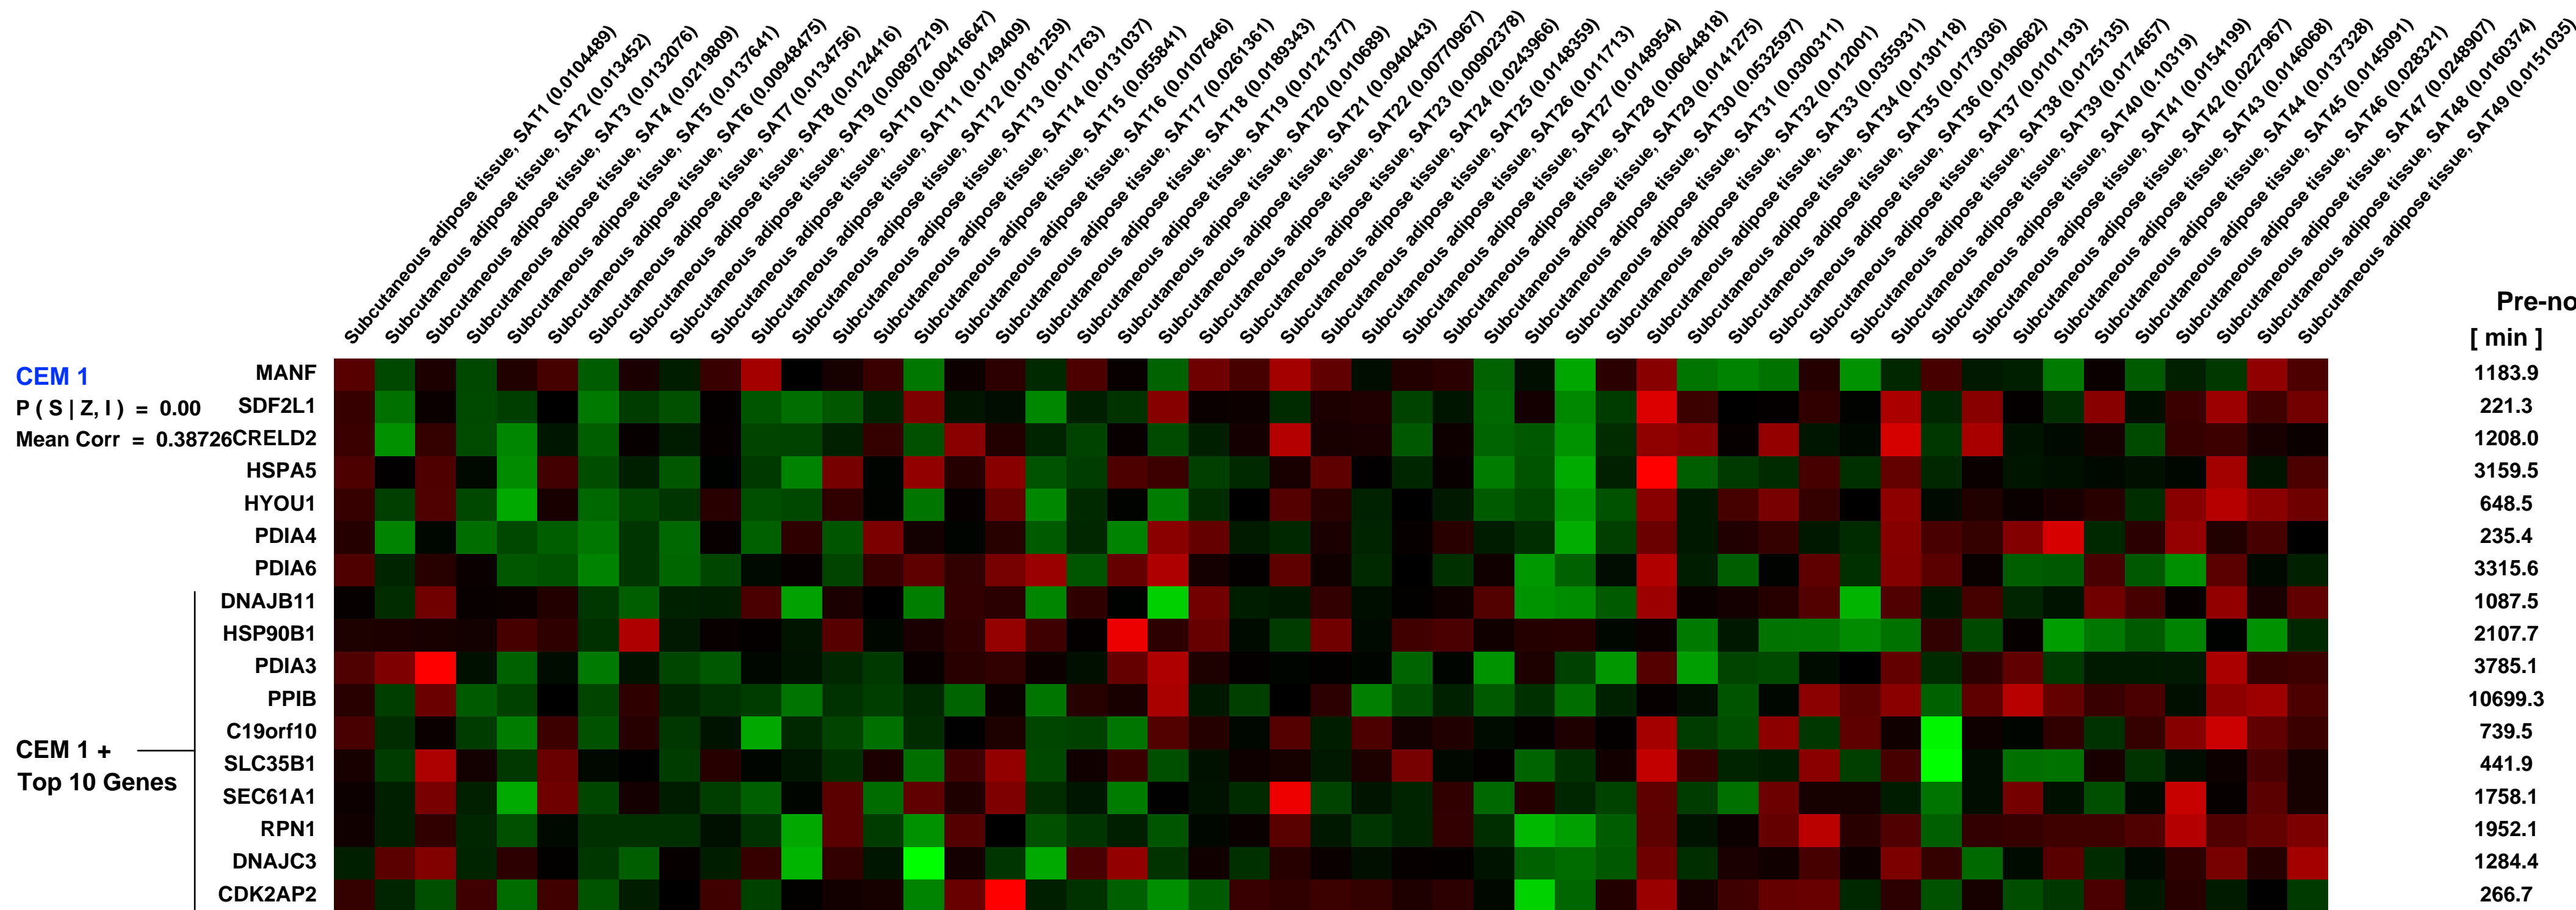 Subcutaneous adipose tissue, SAT1 (0.0104489)
Subcutaneous adipose tissue, SAT2 (0.013452)
Subcutaneous adipose tissue, SAT3 (0.0132076)
Subcutaneous adipose tissue, SAT4 (0.0219809)
Subcutaneous adipose tissue, SAT5 (0.0137641)
Subcutaneous adipose tissue, SAT6 (0.00948475)
Subcutaneous adipose tissue, SAT7 (0.0134756)
Subcutaneous adipose tissue, SAT8 (0.0124416)
Subcutaneous adipose tissue, SAT9 (0.00897219)
Subcutaneous adipose tissue, SAT10 (0.00416647)
Subcutaneous adipose tissue, SAT11 (0.0149409)
Subcutaneous adipose tissue, SAT12 (0.0181259)
Subcutaneous adipose tissue, SAT13 (0.011763)
Subcutaneous adipose tissue, SAT14 (0.0131037)
Subcutaneous adipose tissue, SAT15 (0.055841)
Subcutaneous adipose tissue, SAT16 (0.0107646)
Subcutaneous adipose tissue, SAT17 (0.0261361)
Subcutaneous adipose tissue, SAT18 (0.0189343)
Subcutaneous adipose tissue, SAT19 (0.0121377)
Subcutaneous adipose tissue, SAT20 (0.010689)
Subcutaneous adipose tissue, SAT21 (0.0940443)
Subcutaneous adipose tissue, SAT22 (0.00770967)
Subcutaneous adipose tissue, SAT23 (0.00902378)
Subcutaneous adipose tissue, SAT24 (0.0243966)
Subcutaneous adipose tissue, SAT25 (0.0148359)
Subcutaneous adipose tissue, SAT26 (0.011713)
Subcutaneous adipose tissue, SAT27 (0.0148954)
Subcutaneous adipose tissue, SAT28 (0.00644818)
Subcutaneous adipose tissue, SAT29 (0.0141275)
Subcutaneous adipose tissue, SAT30 (0.0532597)
Subcutaneous adipose tissue, SAT31 (0.0300311)
Subcutaneous adipose tissue, SAT32 (0.012001)
Subcutaneous adipose tissue, SAT33 (0.0355931)
Subcutaneous adipose tissue, SAT34 (0.0130118)
Subcutaneous adipose tissue, SAT35 (0.0173036)
Subcutaneous adipose tissue, SAT36 (0.0190682)
Subcutaneous adipose tissue, SAT37 (0.0101193)
Subcutaneous adipose tissue, SAT38 (0.0125135)
Subcutaneous adipose tissue, SAT39 (0.0174657)
Subcutaneous adipose tissue, SAT40 (0.10319)
Subcutaneous adipose tissue, SAT41 (0.0154199)
Subcutaneous adipose tissue, SAT42 (0.0227967)
Subcutaneous adipose tissue, SAT43 (0.0146068)
Subcutaneous adipose tissue, SAT44 (0.0137328)
Subcutaneous adipose tissue, SAT45 (0.0145091)
Subcutaneous adipose tissue, SAT46 (0.028321)
Subcutaneous adipose tissue, SAT47 (0.0248907)
Subcutaneous adipose tissue, SAT48 (0.0160374)
Subcutaneous adipose tissue, SAT49 (0.0151035)
Pre-no
[ min ]
CEM 1
P ( S | Z, I ) = 0.00
Mean Corr = 0.38726
MANF 1183.9
SDF2L1 221.3
CRELD2 1208.0
HSPA5 3159.5
HYOU1 648.5
PDIA4 235.4
PDIA6 3315.6
DNAJB11 1087.5
HSP90B1 2107.7
PDIA3 3785.1
PPIB 10699.3
C19orf10 739.5
SLC35B1 441.9
SEC61A1 1758.1
RPN1 1952.1
DNAJC3 1284.4
CDK2AP2 266.7
CEM 1 +
Top 10 Genes